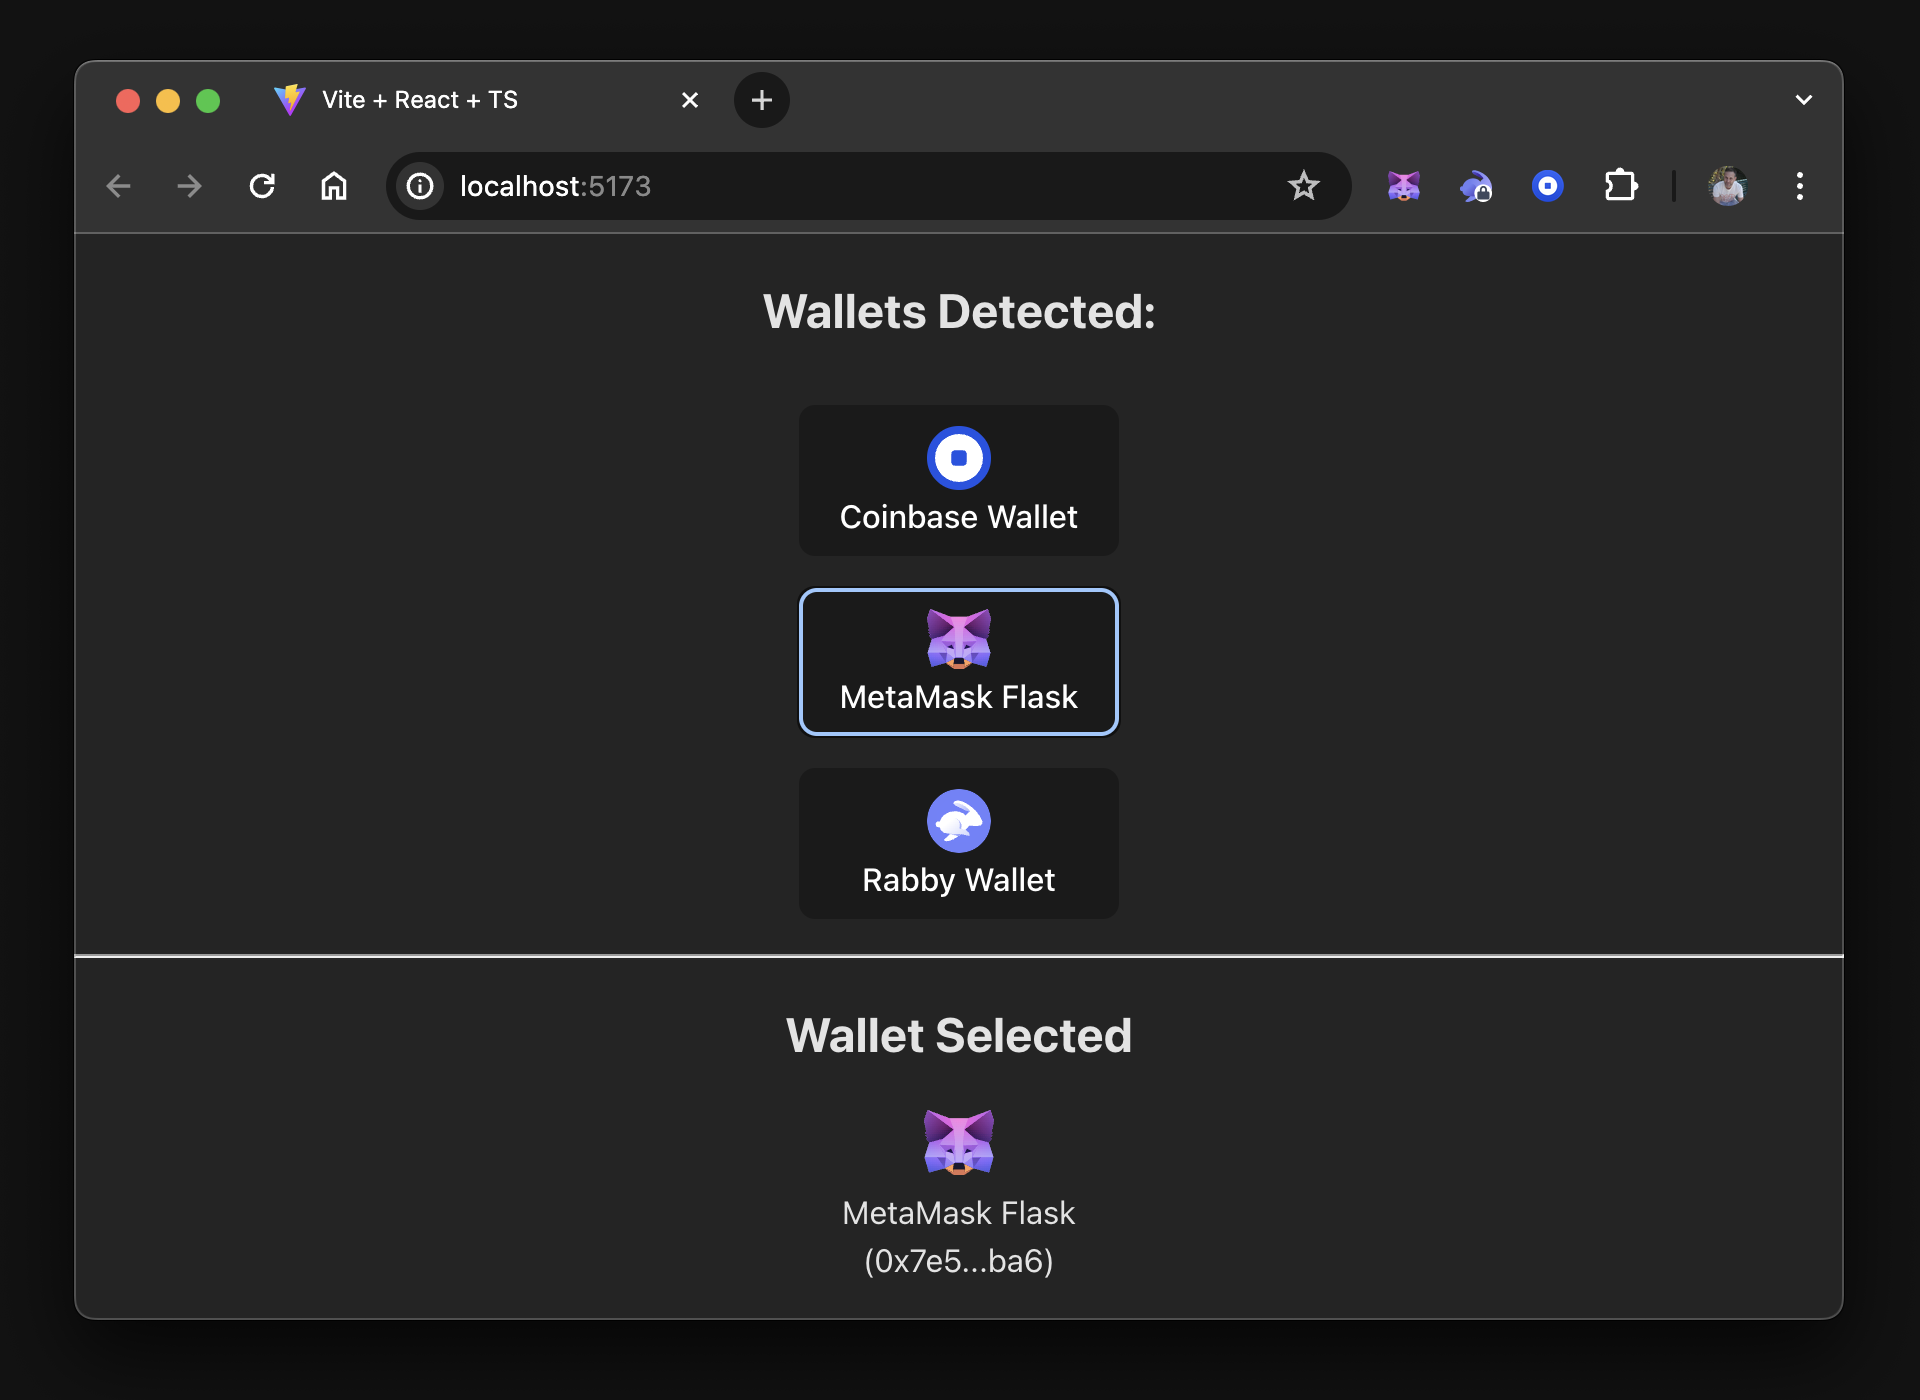 Vite + React + TS
localhost:5173
Wallets Detected:
Coinbase Wallet
MetaMask Flask
Rabby Wallet
Wallet Selected
MetaMask Flask
(0x7e5...ba6)